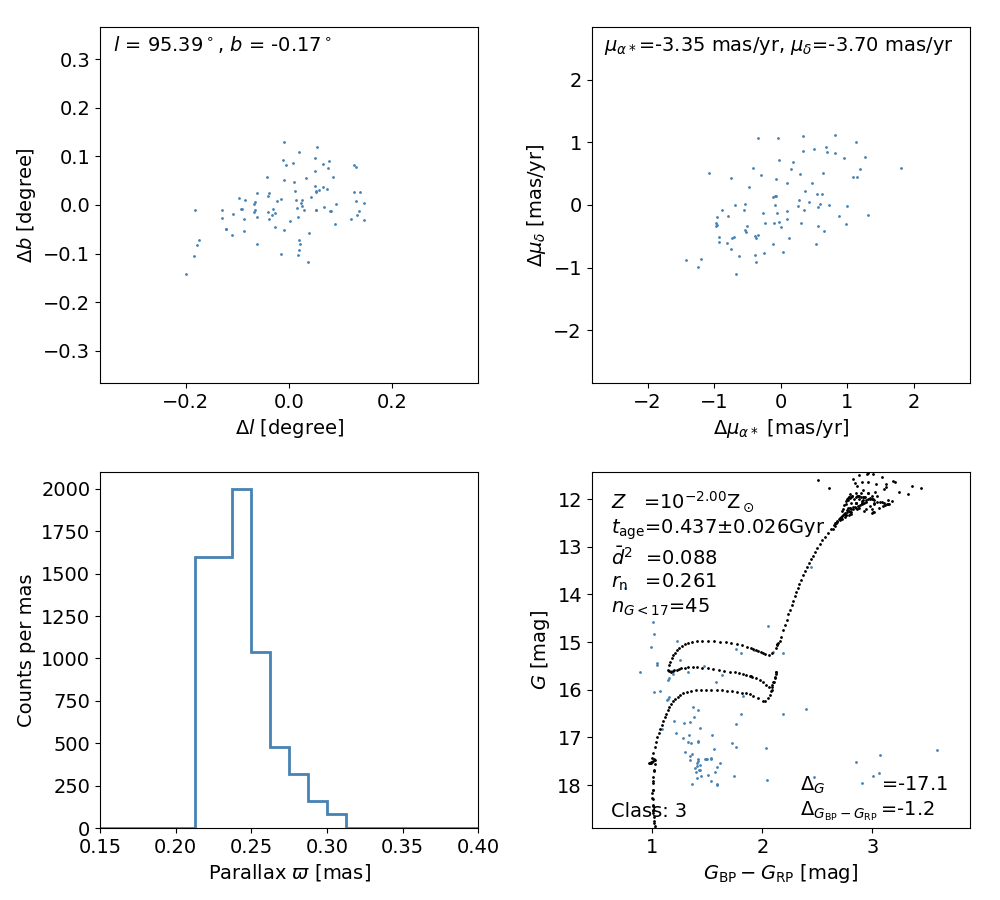 l = 95.39°, b = -0.17°
0.3
0.2
0.1
0.0
−0.1
−0.2
−0.3
Δb [degree]
−0.2 0.0 0.2
Δl [degree]
μα*=-3.35 mas/yr, μδ=-3.70 mas/yr
2
1
0
−1
−2
Δμδ [mas/yr]
−2 −1 0 1 2
Δμα* [mas/yr]
2000
1750
1500
1250
1000
750
500
250
0
Counts per mas
0.15 0.20 0.25 0.30 0.35 0.40
Parallax ϖ [mas]
12
13
14
15
16
17
18
G [mag]
Z =10^−2.00 Z⊙
t_age=0.437±0.026Gyr
d̄² =0.088
r_n =0.261
n_G<17=45
Δ_G =-17.1
Δ_GBP−GRP =-1.2
Class: 3
1 2 3
G_BP − G_RP [mag]